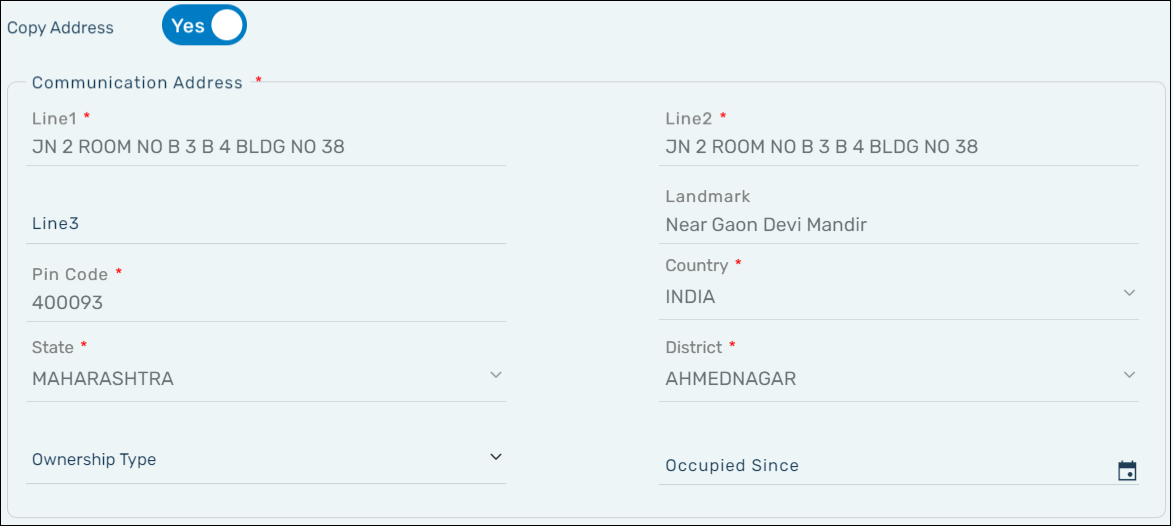 Copy Address Yes
Communication Address *
Line1 * Line2 *
JN 2 ROOM NO B 3 B 4 BLDG NO 38 JN 2 ROOM NO B 3 B 4 BLDG NO 38
Landmark
Line3 Near Gaon Devi Mandir
Pin Code * Country *
400093 INDIA
State * District *
MAHARASHTRA AHMEDNAGAR
Ownership Type Occupied Since